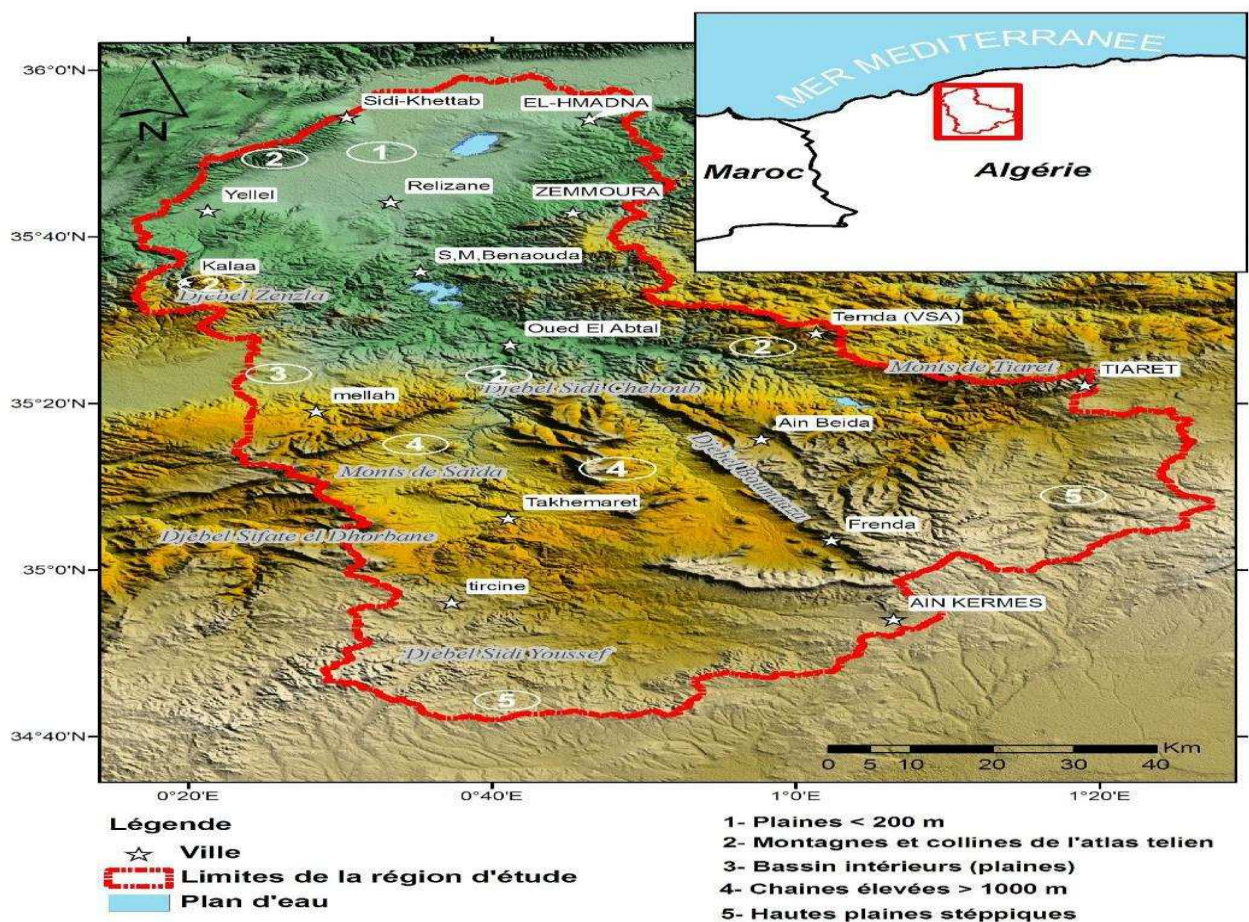 MER MEDITERRANEE
Maroc
Algérie
36°0'N
35°40'N
35°20'N
35°0'N
34°40'N
N
Sidi-Khettab
EL-HMADNA
2
1
Yellel
Relizane
ZEMMOURA
Kalaa
2
Djebel Zenzla
S,M,Benaouda
Oued El Abtal
Temda (VSA)
2
Monts de Tiaret
TIARET
3
2
Djebel Sidi Cheboub
mellah
Ain Beida
4
Monts de Saïda
4
5
Takhemaret
Frenda
Djebel Sifate el Dhorbane
tircine
AIN KERMES
Djebel Sidi Youssef
5
Km
0 5 10 20 30 40
0°20'E
0°40'E
1°0'E
1°20'E
Légende
Ville
Limites de la région d'étude
Plan d'eau
1- Plaines < 200 m
2- Montagnes et collines de l'atlas telien
3- Bassin intérieurs (plaines)
4- Chaines élevées > 1000 m
5- Hautes plaines stéppiques